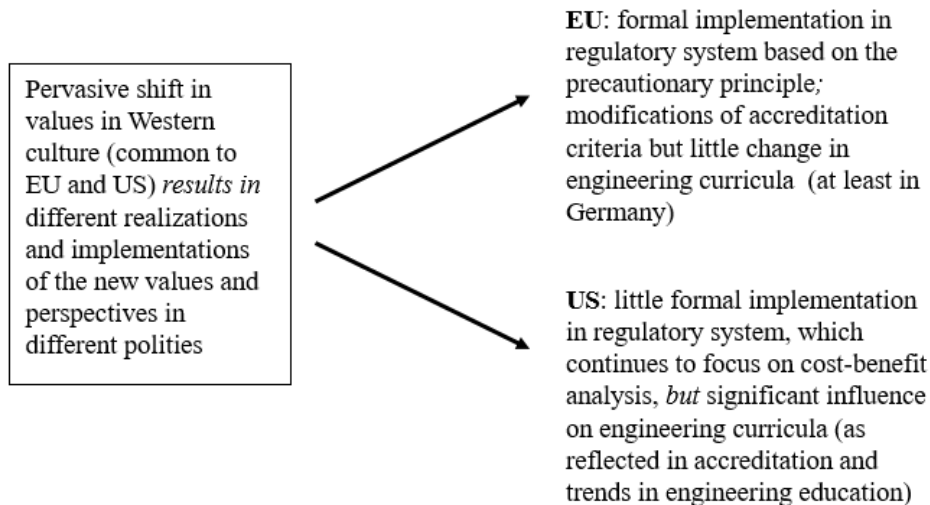 Pervasive shift in
values in Western
culture (common to
EU and US) results in
different realizations
and implementations
of the new values and
perspectives in
different polities
EU: formal implementation in
regulatory system based on the
precautionary principle;
modifications of accreditation
criteria but little change in
engineering curricula (at least in
Germany)
US: little formal implementation
in regulatory system, which
continues to focus on cost-benefit
analysis, but significant influence
on engineering curricula (as
reflected in accreditation and
trends in engineering education)